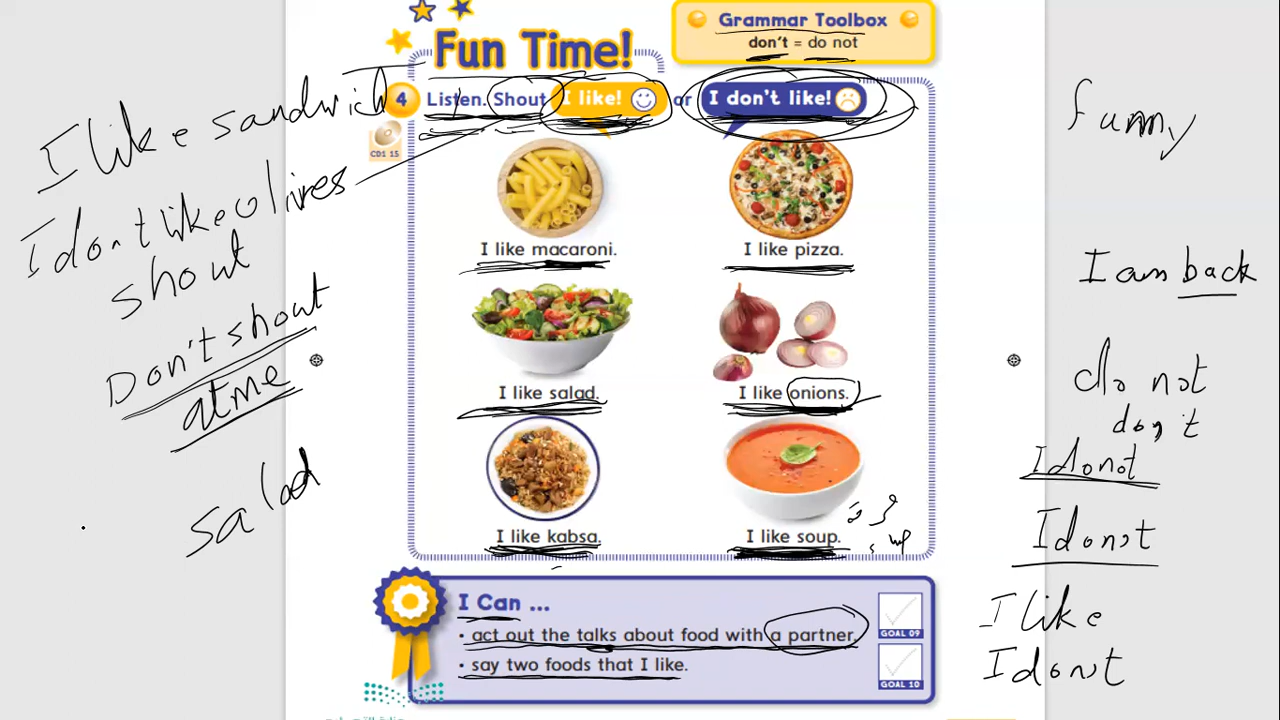 Grammar Toolbox
don't = do not
Fun Time!
4 Listen. Shout I like! or I don't like!
CD1 15
I like macaroni.
I like pizza.
I like salad.
I like onions.
I like kabsa.
I like soup.
I Can ...
• act out the talks about food with a partner.
GOAL 09
• say two foods that I like.
GOAL 10
I like sandwich
I dont like olives
shout
Don't shout
at me
salad
funny
I am back
do not
don't
I do not
I do not
I like
I do not